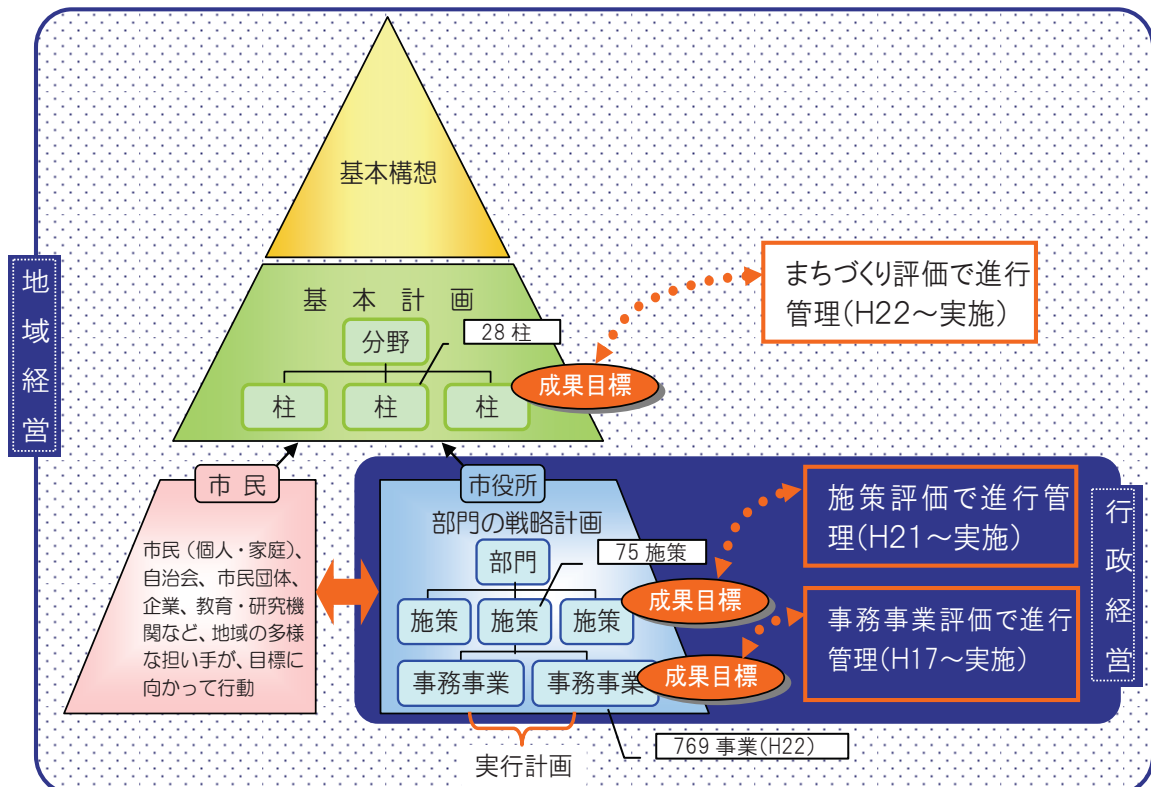 基本構想
地域経営
基 本 計 画
分野
28 柱
柱
柱
柱
成果目標
まちづくり評価で進行
管理(H22～実施)
市 民
市民（個人・家庭）、
自治会、市民団体、
企業、教育・研究機
関など、地域の多様
な担い手が、目標に
向かって行動
市役所
部門の戦略計画
部門
75 施策
施策
施策
施策
成果目標
事務事業
事務事業
成果目標
769 事業(H22)
実行計画
施策評価で進行管
理(H21～実施)
事務事業評価で進行
管理(H17～実施)
行政経営